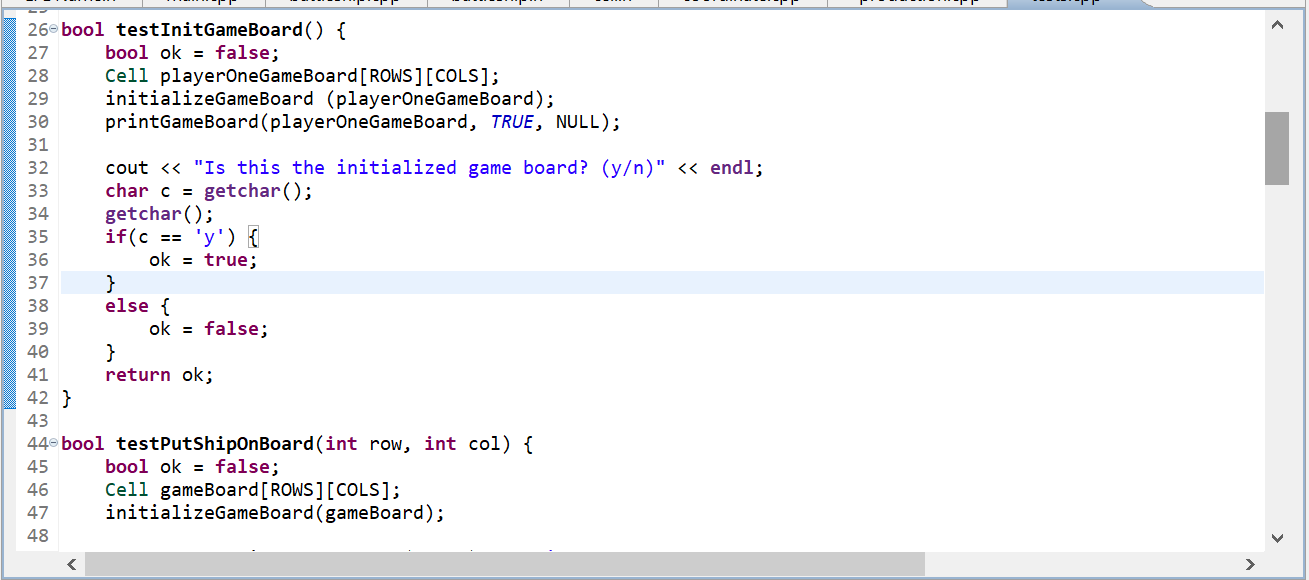 26 bool testInitGameBoard() {
27     bool ok = false;
28     Cell playerOneGameBoard[ROWS][COLS];
29     initializeGameBoard (playerOneGameBoard);
30     printGameBoard(playerOneGameBoard, TRUE, NULL);
31
32     cout << "Is this the initialized game board? (y/n)" << endl;
33     char c = getchar();
34     getchar();
35     if(c == 'y') {
36         ok = true;
37     }
38     else {
39         ok = false;
40     }
41     return ok;
42 }
43
44 bool testPutShipOnBoard(int row, int col) {
45     bool ok = false;
46     Cell gameBoard[ROWS][COLS];
47     initializeGameBoard(gameBoard);
48